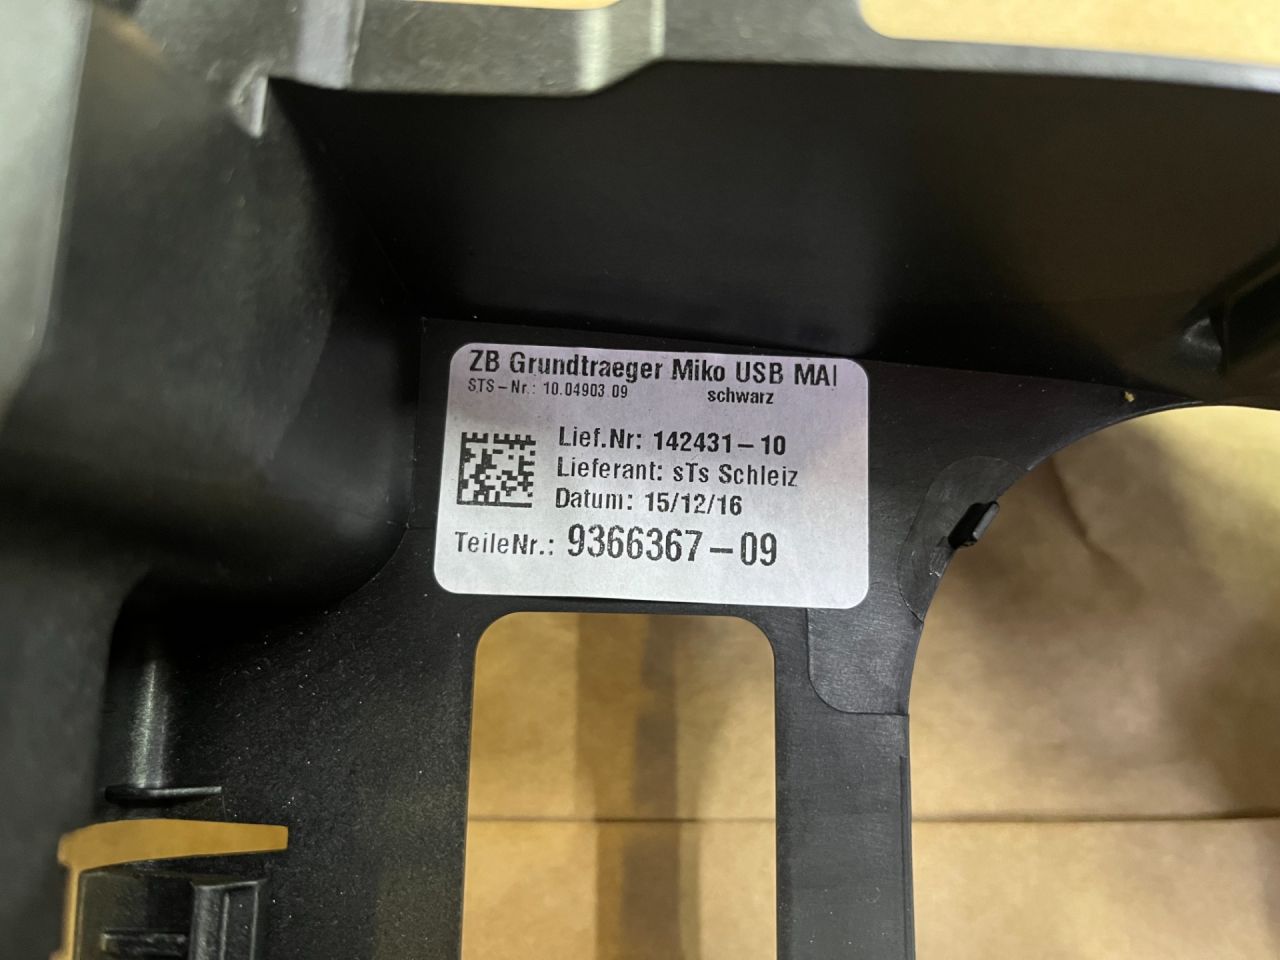 ZB Grundtraeger Miko USB MAI
STS-Nr.: 10.04903.09 schwarz
Lief.Nr: 142431-10
Lieferant: sTs Schleiz
Datum: 15/12/16
TeileNr.: 9366367-09